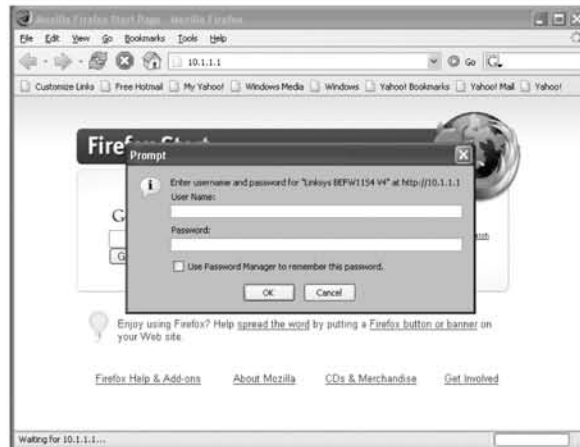 Mozilla Firefox Start Page - Mozilla Firefox
File Edit View Go Bookmarks Tools Help
10.1.1.1 Go G
Customize Links Free Hotmail My Yahoo! Windows Media Windows Yahoo! Bookmarks Yahoo! Mail Yahoo!
Prompt
Enter username and password for "Linksys BEFW11S4 V4" at http://10.1.1.1
User Name:
Password:
Use Password Manager to remember this password.
OK Cancel
Enjoy using Firefox? Help spread the word by putting a Firefox button or banner on
your Web site.
Firefox Help & Add-ons About Mozilla CDs & Merchandise Get Involved
Waiting for 10.1.1.1...